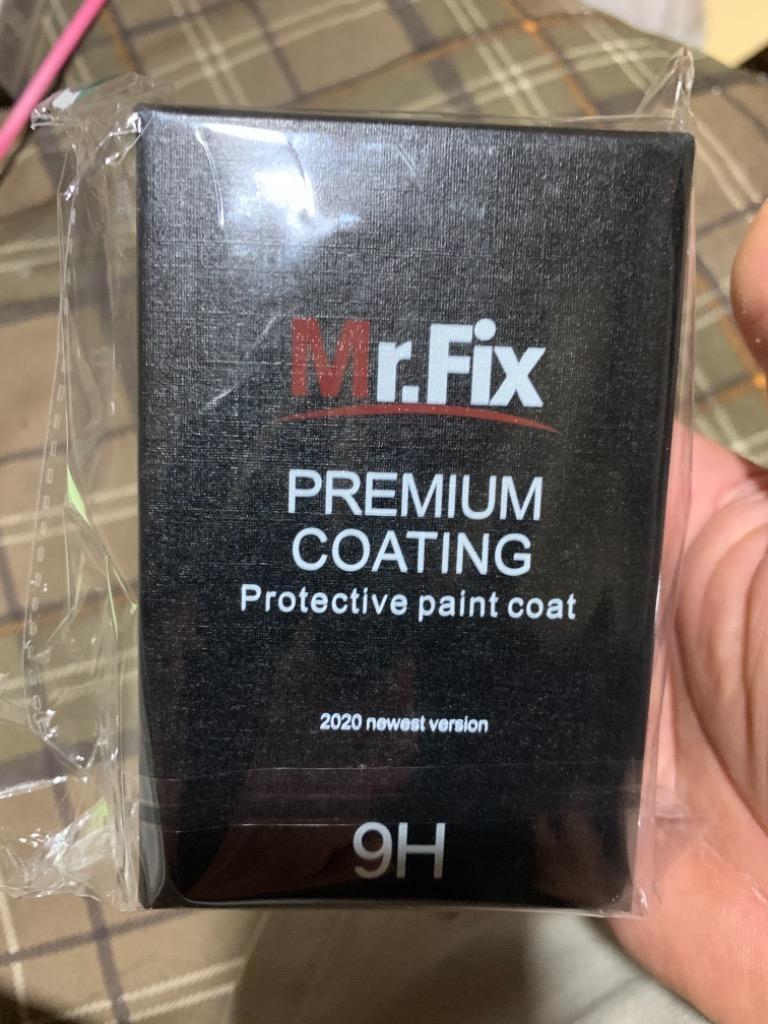 Mr.Fix
PREMIUM
COATING
Protective paint coat
2020 newest version
9H